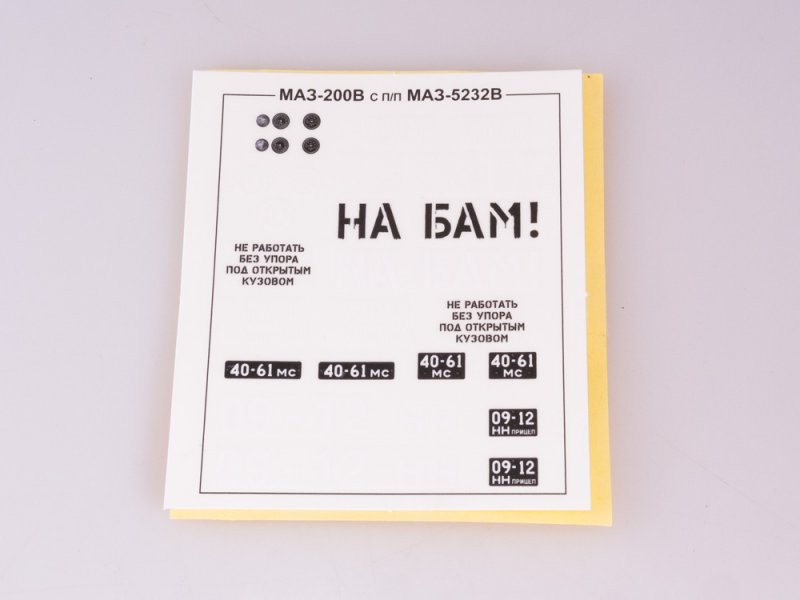 МАЗ-200В С П/П МАЗ-5232В
НА БАМ!
НЕ РАБОТАТЬ
БЕЗ УПОРА
ПОД ОТКРЫТЫМ
КУЗОВОМ
НЕ РАБОТАТЬ
БЕЗ УПОРА
ПОД ОТКРЫТЫМ
КУЗОВОМ
40-61 МС
40-61 МС
40-61
МС
40-61
МС
09-12
НН ПРИЦЕП
09-12
НН ПРИЦЕП